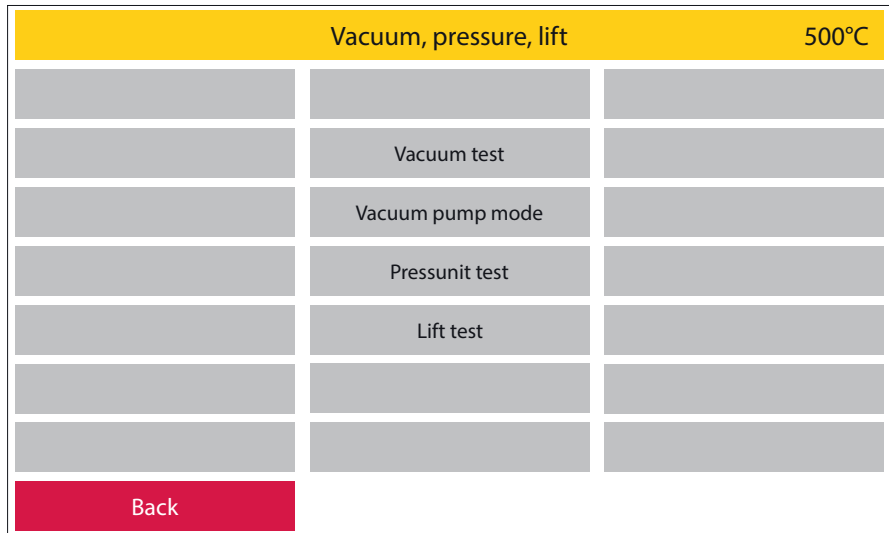 Vacuum, pressure, lift 500°C
Vacuum test
Vacuum pump mode
Pressunit test
Lift test
Back